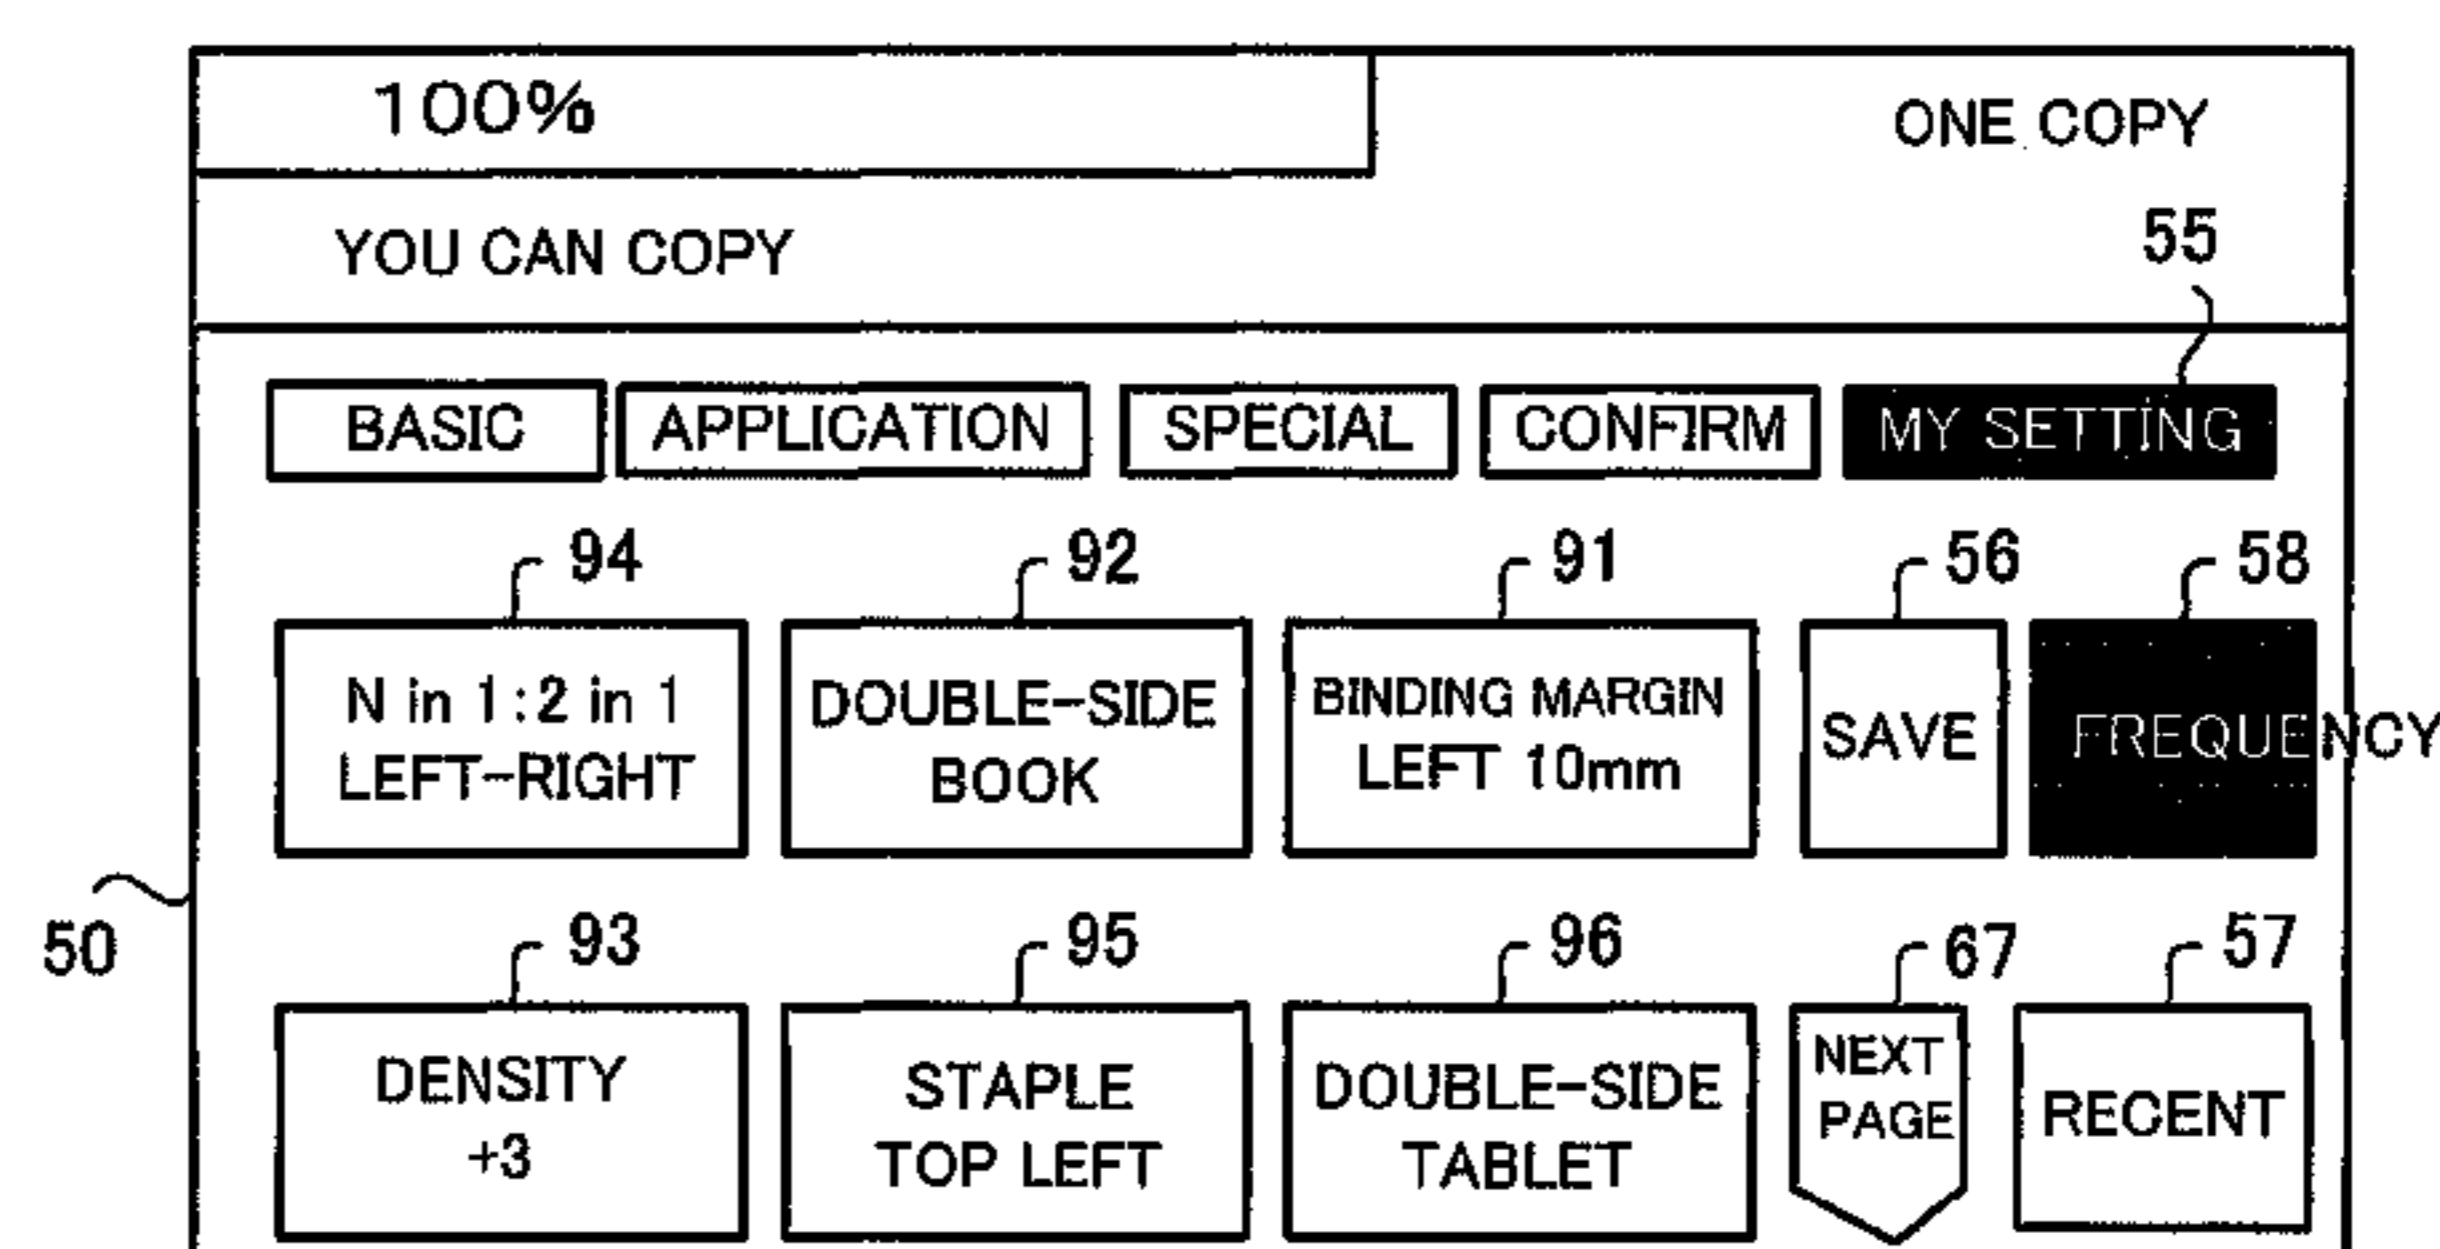 100%
ONE COPY
YOU CAN COPY
55
BASIC APPLICATION SPECIAL CONFIRM MY SETTING
94 92 91 56 58
N in 1:2 in 1
LEFT-RIGHT
DOUBLE-SIDE
BOOK
BINDING MARGIN
LEFT 10mm
SAVE
FREQUENCY
50
93 95 96 67 57
DENSITY
+3
STAPLE
TOP LEFT
DOUBLE-SIDE
TABLET
NEXT
PAGE
RECENT